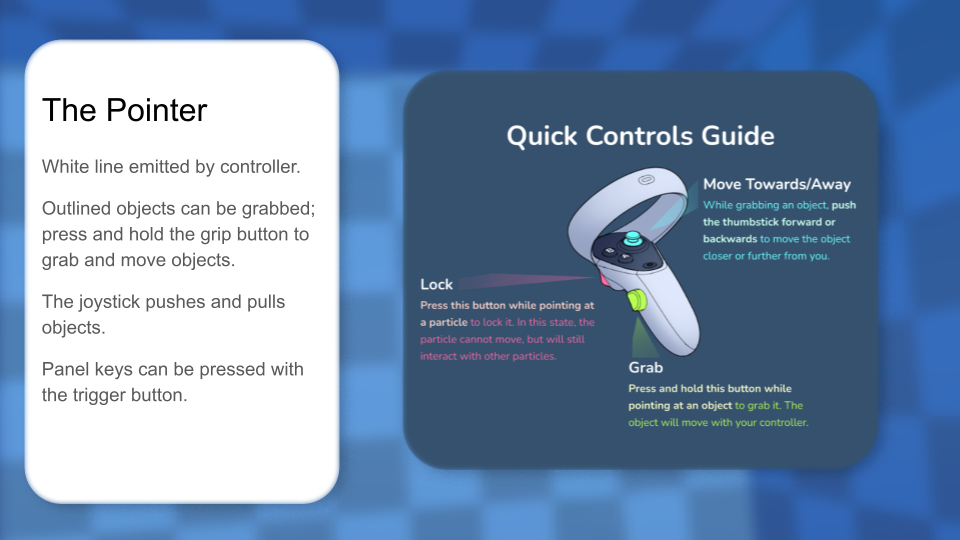 The Pointer
White line emitted by controller.
Outlined objects can be grabbed;
press and hold the grip button to
grab and move objects.
The joystick pushes and pulls
objects.
Panel keys can be pressed with
the trigger button.
Quick Controls Guide
Move Towards/Away
While grabbing an object, push
the thumbstick forward or
backwards to move the object
closer or further from you.
Lock
Press this button while pointing at
a particle to lock it. In this state, the
particle cannot move, but will still
interact with other particles.
Grab
Press and hold this button while
pointing at an object to grab it. The
object will move with your controller.